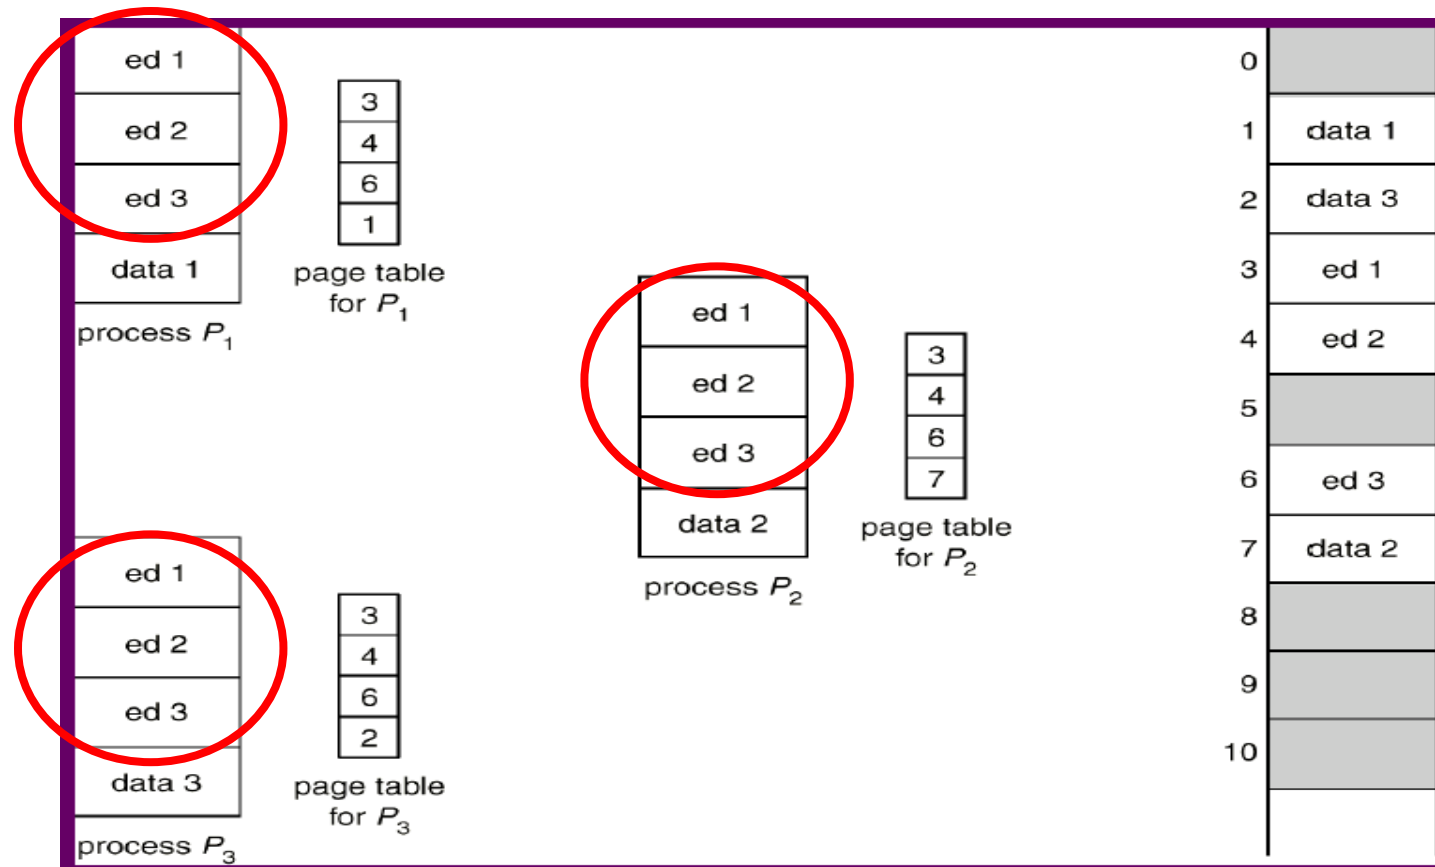 ed 1
ed 2
ed 3
data 1
process P1
3
4
6
1
page table
for P1
ed 1
ed 2
ed 3
data 2
process P2
3
4
6
7
page table
for P2
ed 1
ed 2
ed 3
data 3
process P3
3
4
6
2
page table
for P3
0
1 data 1
2 data 3
3 ed 1
4 ed 2
5
6 ed 3
7 data 2
8
9
10